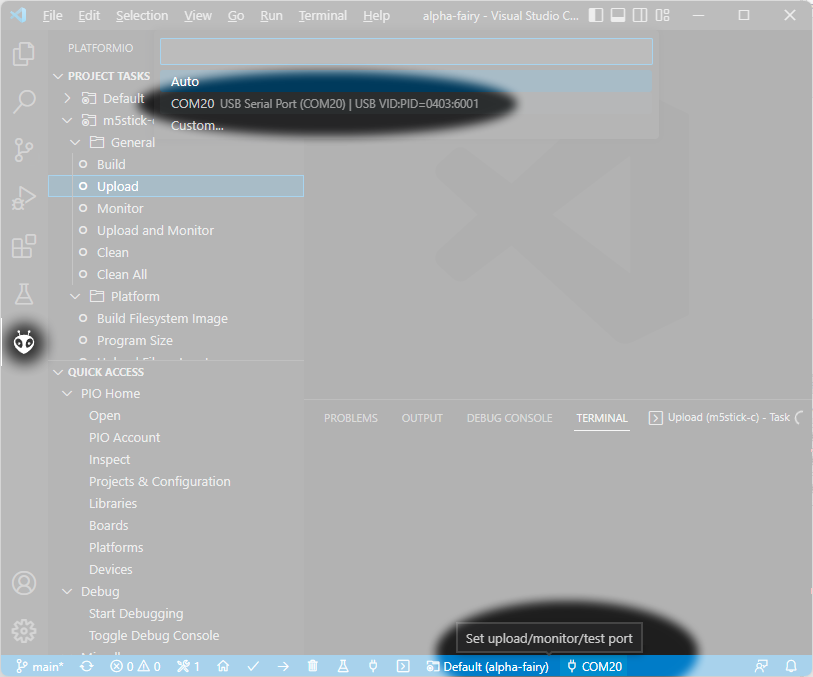 File Edit Selection View Go Run Terminal Help alpha-fairy - Visual Studio C...
PLATFORMIO
PROJECT TASKS
Auto
Default
COM20 USB Serial Port (COM20) | USB VID:PID=0403:6001
m5stick-
Custom...
General
Build
Upload
Monitor
Upload and Monitor
Clean
Clean All
Platform
Build Filesystem Image
Program Size
QUICK ACCESS
PIO Home
Open
PIO Account
Inspect
Projects & Configuration
Libraries
Boards
Platforms
Devices
Debug
Start Debugging
Toggle Debug Console
PROBLEMS OUTPUT DEBUG CONSOLE TERMINAL Upload (m5stick-c) - Task
Set upload/monitor/test port
main* 0 0 1 Default (alpha-fairy) COM20